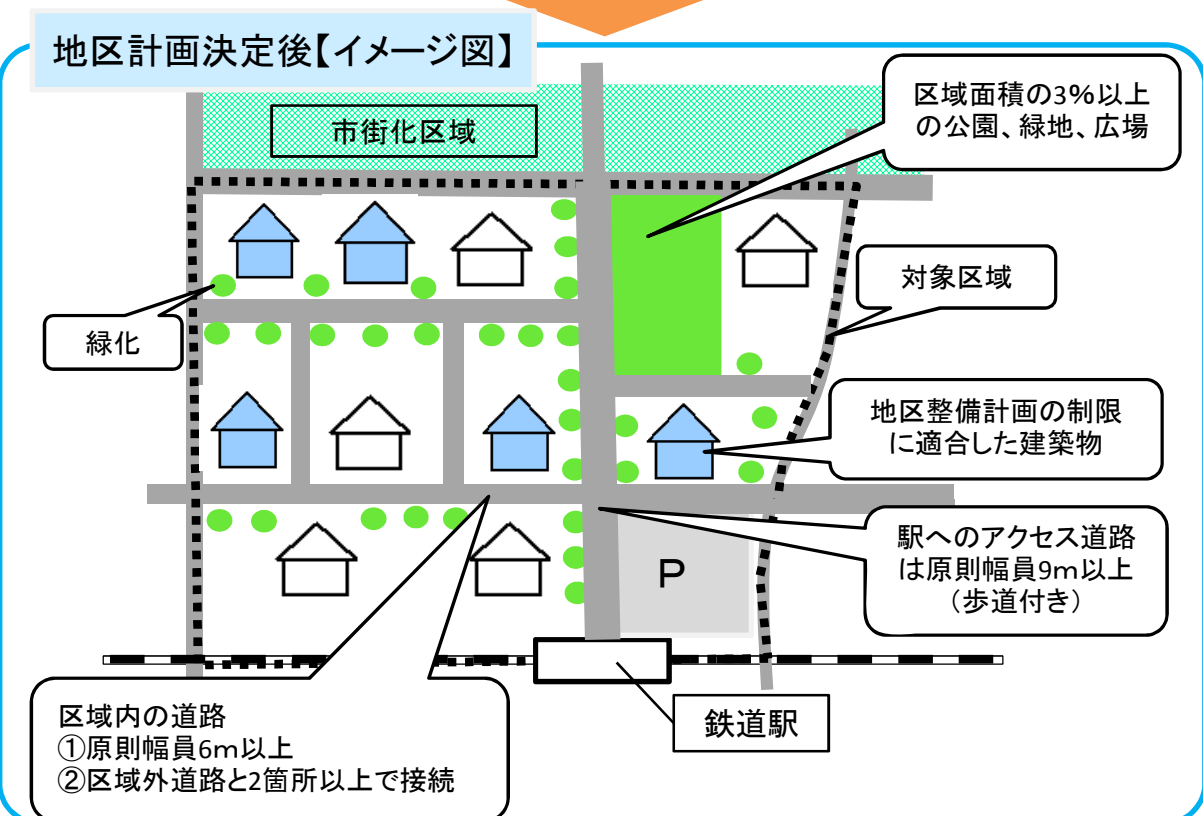 地区計画決定後【イメージ図】
区域面積の3%以上
の公園、緑地、広場
市街化区域
対象区域
緑化
地区整備計画の制限
に適合した建築物
駅へのアクセス道路
は原則幅員9m以上
(歩道付き)
P
区域内の道路
①原則幅員6m以上
②区域外道路と2箇所以上で接続
鉄道駅